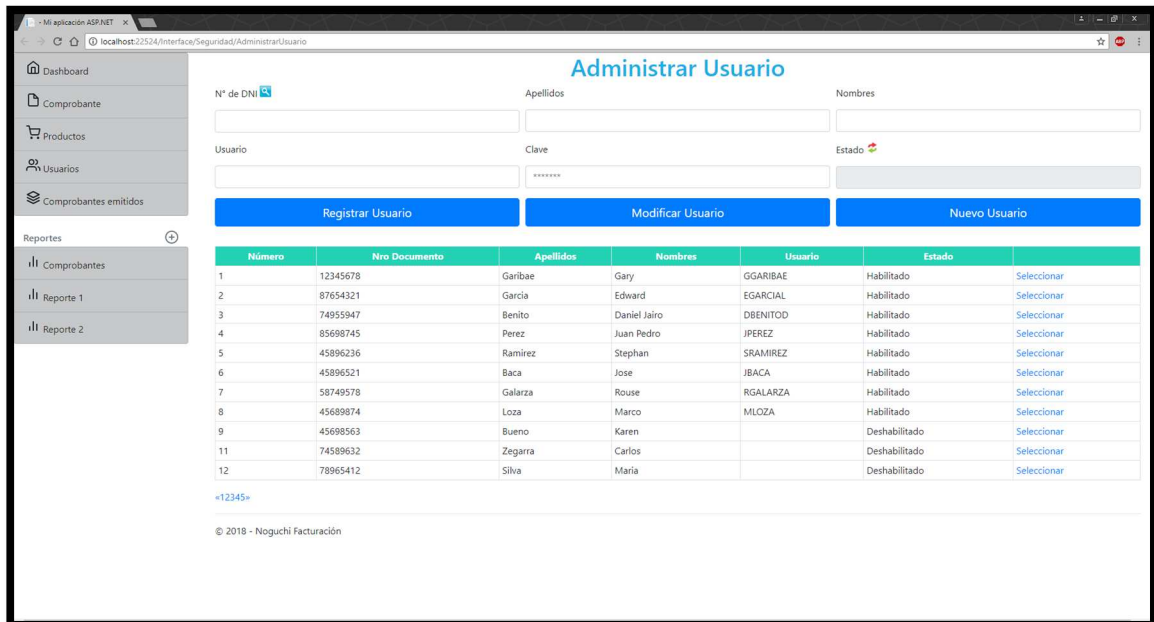 - Mi aplicación ASP.NET
localhost:22524/Interface/Seguridad/AdministrarUsuario
ABP
Dashboard
Comprobante
Productos
Usuarios
Comprobantes emitidos
Reportes
Comprobantes
Reporte 1
Reporte 2
Administrar Usuario
N° de DNI Apellidos Nombres
Usuario Clave Estado
*******
Registrar Usuario Modificar Usuario Nuevo Usuario
Número Nro Documento Apellidos Nombres Usuario Estado
1 12345678 Garibae Gary GGARIBAE Habilitado Seleccionar
2 87654321 Garcia Edward EGARCIAL Habilitado Seleccionar
3 74955947 Benito Daniel Jairo DBENITOD Habilitado Seleccionar
4 85698745 Perez Juan Pedro JPEREZ Habilitado Seleccionar
5 45896236 Ramirez Stephan SRAMIREZ Habilitado Seleccionar
6 45896521 Baca Jose JBACA Habilitado Seleccionar
7 58749578 Galarza Rouse RGALARZA Habilitado Seleccionar
8 45689874 Loza Marco MLOZA Habilitado Seleccionar
9 45698563 Bueno Karen Deshabilitado Seleccionar
11 74589632 Zegarra Carlos Deshabilitado Seleccionar
12 78965412 Silva Maria Deshabilitado Seleccionar
«12345»
© 2018 - Noguchi Facturación